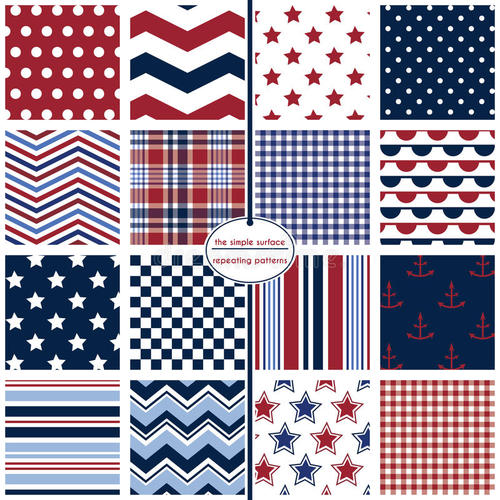 the simple surface
repeating patterns